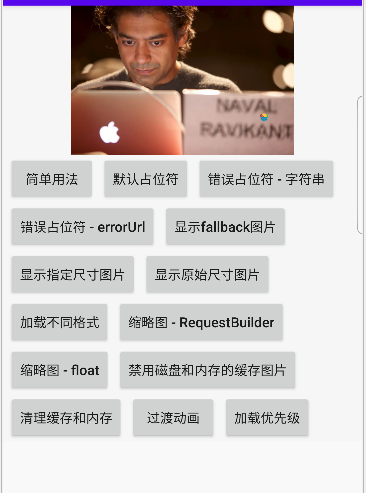 NAVAL
RAVIKANT
简单用法 默认占位符 错误占位符 - 字符串
错误占位符 - errorUrl 显示fallback图片
显示指定尺寸图片 显示原始尺寸图片
加载不同格式 缩略图 - RequestBuilder
缩略图 - float 禁用磁盘和内存的缓存图片
清理缓存和内存 过渡动画 加载优先级